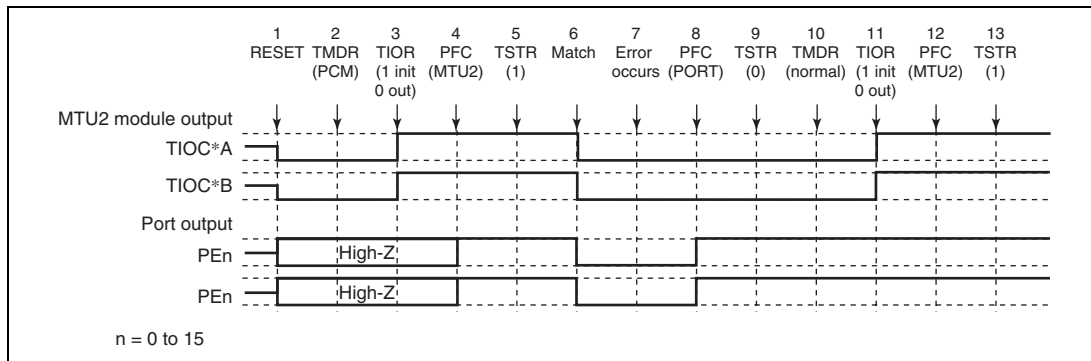 1 2 3 4 5 6 7 8 9 10 11 12 13
RESET TMDR TIOR PFC TSTR Match Error PFC TSTR TMDR TIOR PFC TSTR
(PCM) (1 init (MTU2) (1) occurs (PORT) (0) (normal) (1 init (MTU2) (1)
0 out) 0 out)
MTU2 module output
TIOC*A
TIOC*B
Port output
PEn High-Z
PEn High-Z
n = 0 to 15